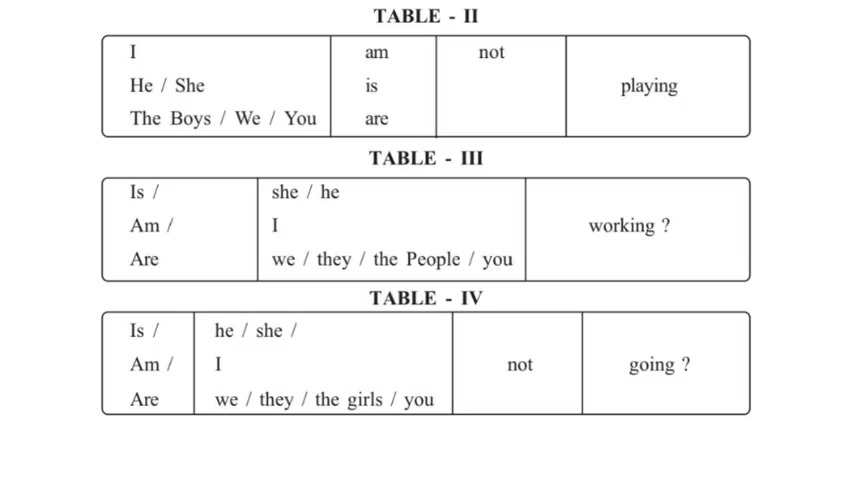 TABLE - II
I am not
He / She is playing
The Boys / We / You are
TABLE - III
Is / she / he
Am / I working ?
Are we / they / the People / you
TABLE - IV
Is / he / she /
Am / I not going ?
Are we / they / the girls / you